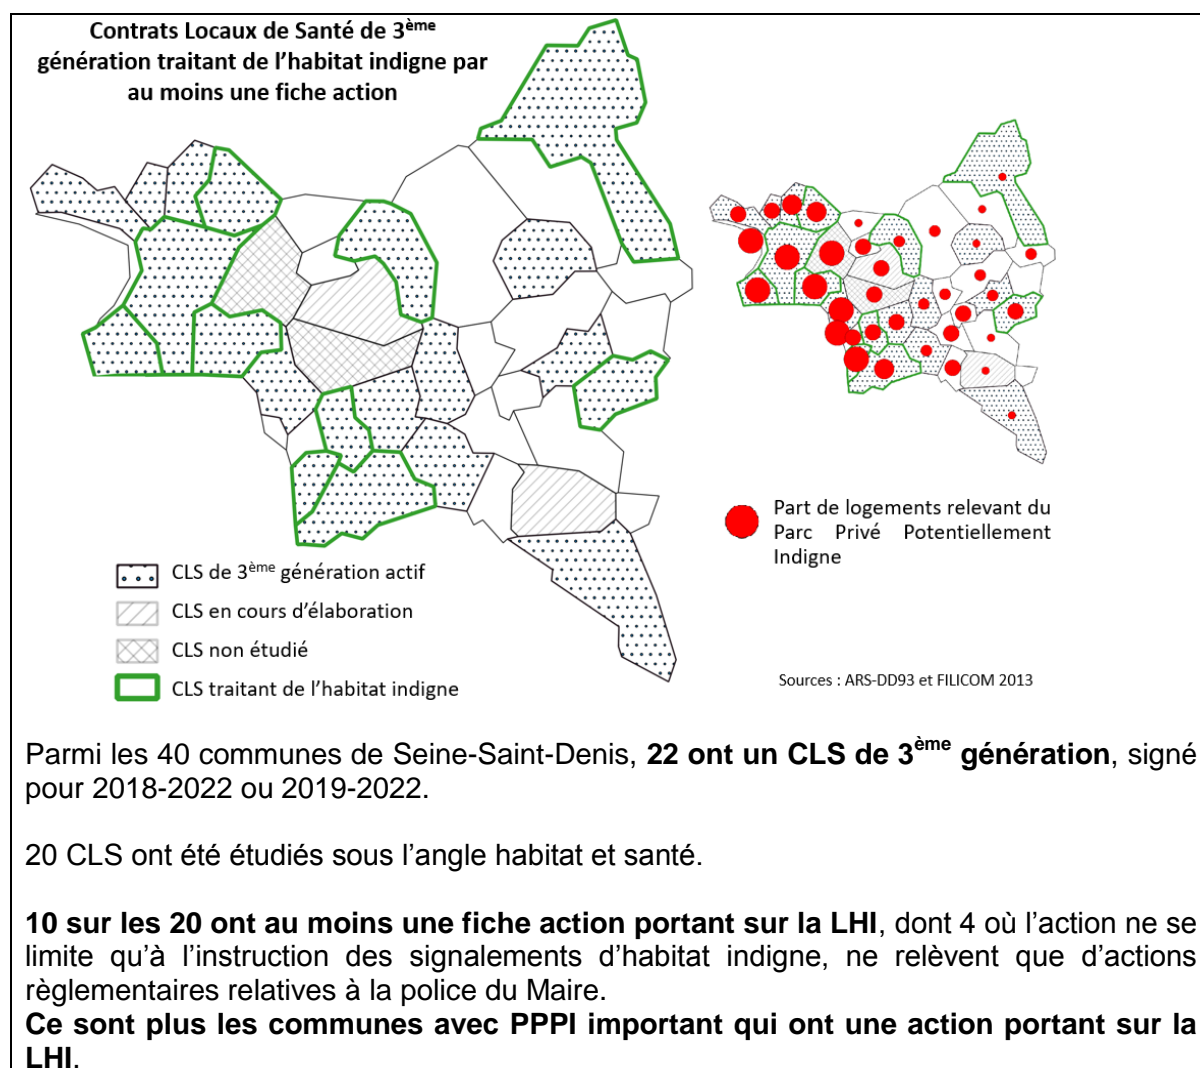 Contrats Locaux de Santé de 3ème
génération traitant de l'habitat indigne par
au moins une fiche action
Part de logements relevant du
Parc Privé Potentiellement
Indigne
CLS de 3ème génération actif
CLS en cours d'élaboration
CLS non étudié
CLS traitant de l'habitat indigne
Sources : ARS-DD93 et FILICOM 2013
Parmi les 40 communes de Seine-Saint-Denis, 22 ont un CLS de 3ème génération, signé
pour 2018-2022 ou 2019-2022.
20 CLS ont été étudiés sous l'angle habitat et santé.
10 sur les 20 ont au moins une fiche action portant sur la LHI, dont 4 où l'action ne se
limite qu'à l'instruction des signalements d'habitat indigne, ne relèvent que d'actions
règlementaires relatives à la police du Maire.
Ce sont plus les communes avec PPPI important qui ont une action portant sur la
LHI.